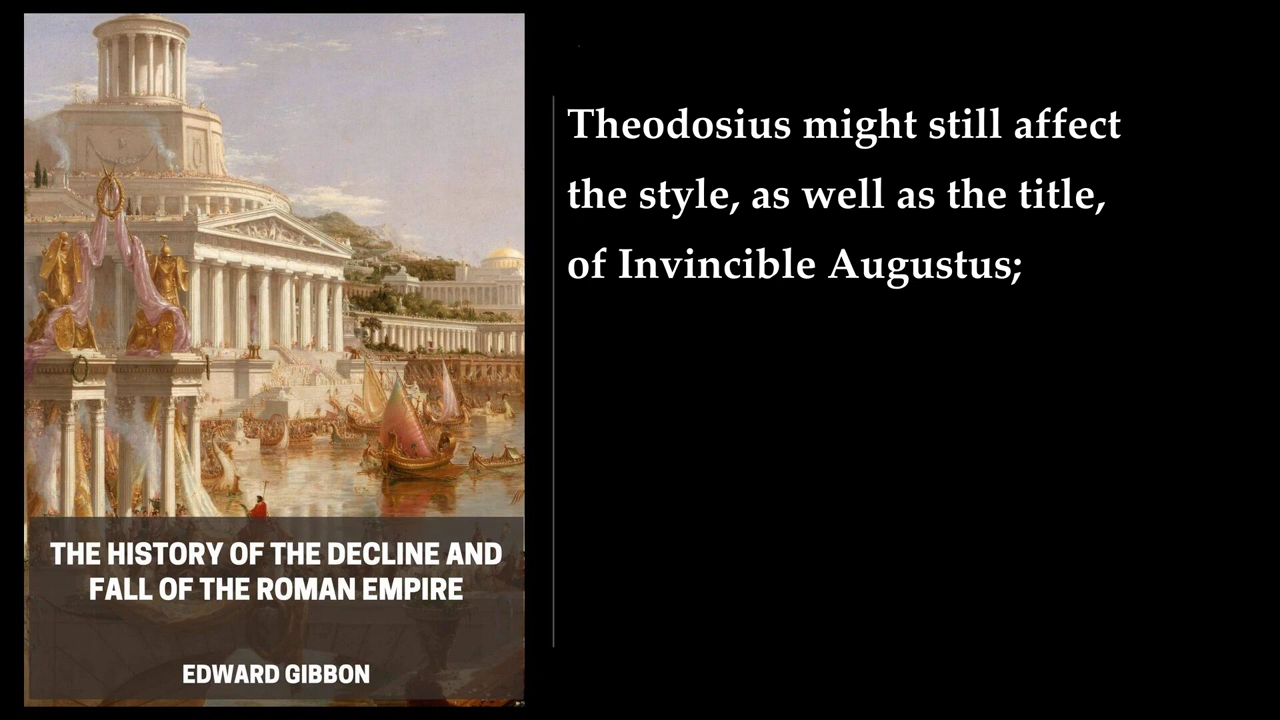 THE HISTORY OF THE DECLINE AND
FALL OF THE ROMAN EMPIRE
EDWARD GIBBON
Theodosius might still affect
the style, as well as the title,
of Invincible Augustus;